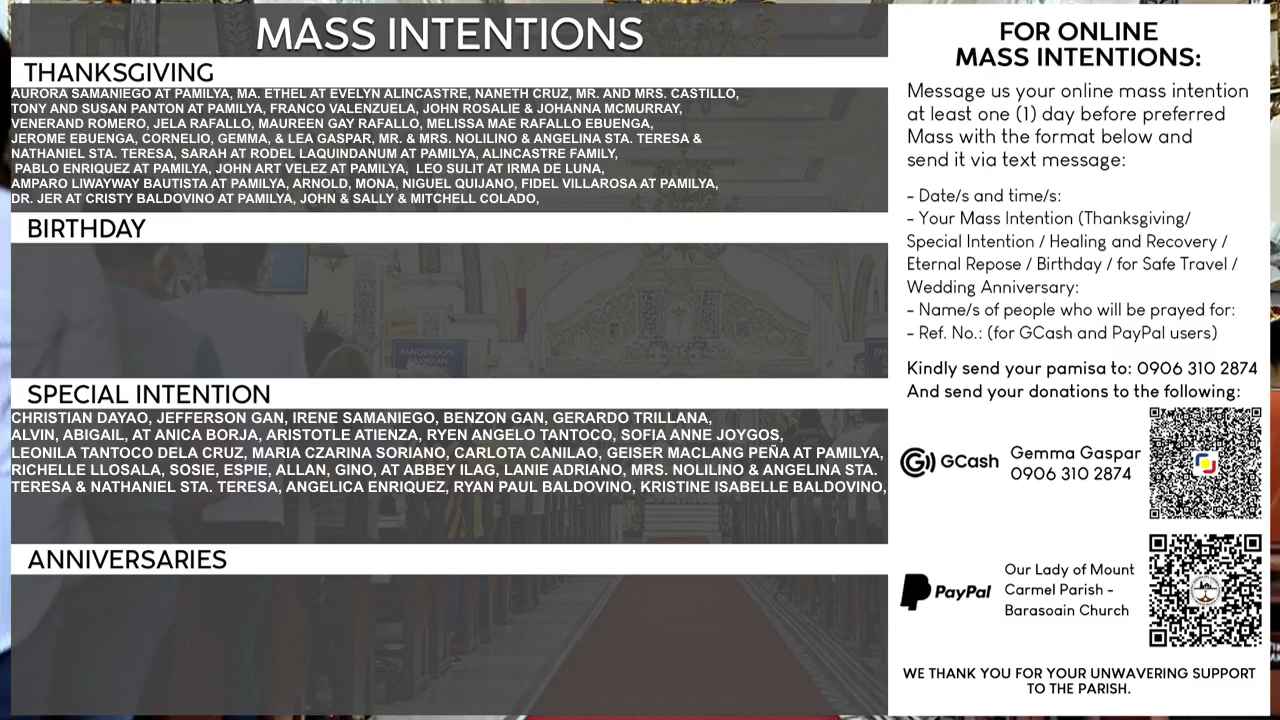 MASS INTENTIONS
THANKSGIVING
AURORA SAMANIEGO AT PAMILYA, MA. ETHEL AT EVELYN ALINCASTRE, NANETH CRUZ, MR. AND MRS. CASTILLO,
TONY AND SUSAN PANTON AT PAMILYA, FRANCO VALENZUELA, JOHN ROSALIE & JOHANNA MCMURRAY,
VENERAND ROMERO, JELA RAFALLO, MAUREEN GAY RAFALLO, MELISSA MAE RAFALLO EBUENGA,
JEROME EBUENGA, CORNELIO, GEMMA, & LEA GASPAR, MR. & MRS. NOLILINO & ANGELINA STA. TERESA &
NATHANIEL STA. TERESA, SARAH AT RODEL LAQUINDANUM AT PAMILYA, ALINCASTRE FAMILY,
PABLO ENRIQUEZ AT PAMILYA, JOHN ART VELEZ AT PAMILYA, LEO SULIT AT IRMA DE LUNA,
AMPARO LIWAYWAY BAUTISTA AT PAMILYA, ARNOLD, MONA, NIGUEL QUIJANO, FIDEL VILLAROSA AT PAMILYA,
DR. JER AT CRISTY BALDOVINO AT PAMILYA, JOHN & SALLY & MITCHELL COLADO,
BIRTHDAY
PANGINOON,
SPECIAL INTENTION
CHRISTIAN DAYAO, JEFFERSON GAN, IRENE SAMANIEGO, BENZON GAN, GERARDO TRILLANA,
ALVIN, ABIGAIL, AT ANICA BORJA, ARISTOTLE ATIENZA, RYEN ANGELO TANTOCO, SOFIA ANNE JOYGOS,
LEONILA TANTOCO DELA CRUZ, MARIA CZARINA SORIANO, CARLOTA CANILAO, GEISER MACLANG PEÑA AT PAMILYA,
RICHELLE LLOSALA, SOSIE, ESPIE, ALLAN, GINO, AT ABBEY ILAG, LANIE ADRIANO, MRS. NOLILINO & ANGELINA STA.
TERESA & NATHANIEL STA. TERESA, ANGELICA ENRIQUEZ, RYAN PAUL BALDOVINO, KRISTINE ISABELLE BALDOVINO,
ANNIVERSARIES
FOR ONLINE
MASS INTENTIONS:
Message us your online mass intention
at least one (1) day before preferred
Mass with the format below and
send it via text message:
- Date/s and time/s:
- Your Mass Intention (Thanksgiving/
Special Intention / Healing and Recovery /
Eternal Repose / Birthday / for Safe Travel /
Wedding Anniversary:
- Name/s of people who will be prayed for:
- Ref. No.: (for GCash and PayPal users)
Kindly send your pamisa to: 0906 310 2874
And send your donations to the following:
GCash
Gemma Gaspar
0906 310 2874
PayPal
Our Lady of Mount
Carmel Parish -
Barasoain Church
WE THANK YOU FOR YOUR UNWAVERING SUPPORT
TO THE PARISH.